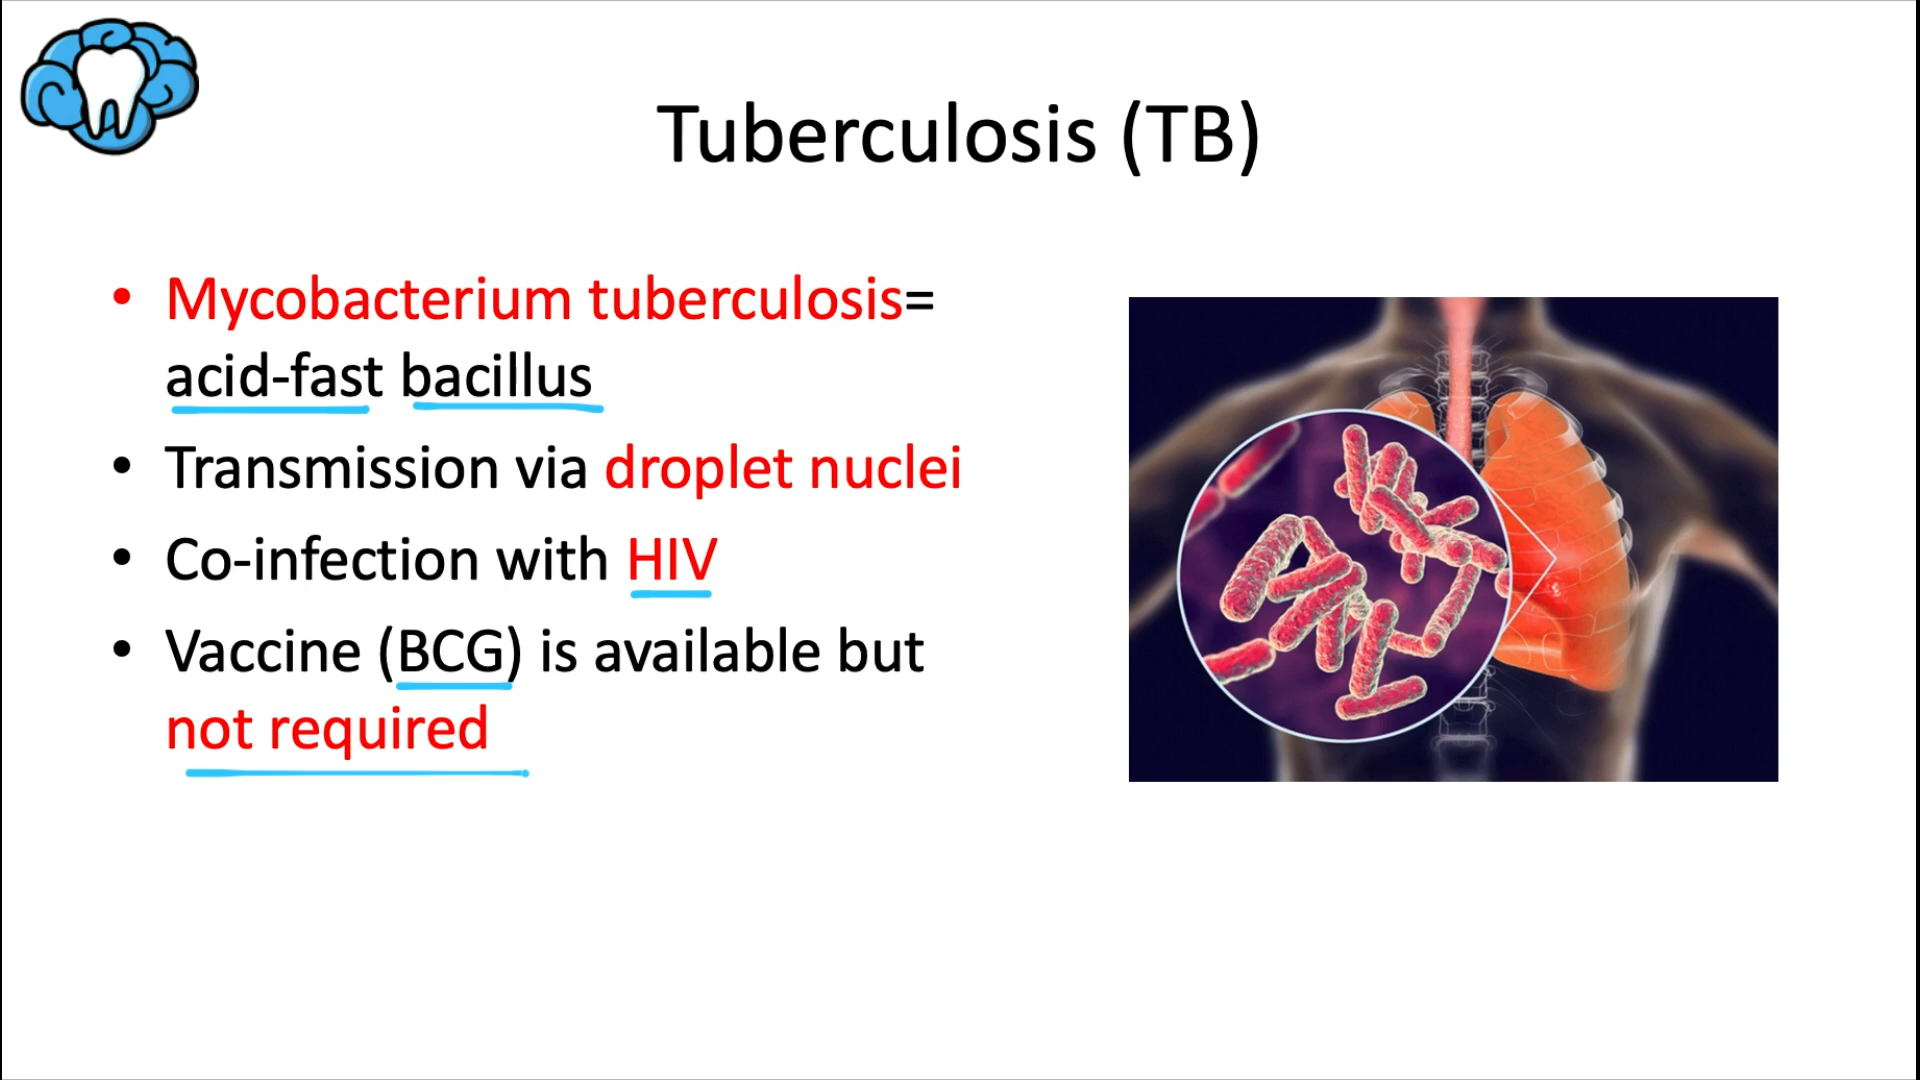 Tuberculosis (TB)
• Mycobacterium tuberculosis=
acid-fast bacillus
• Transmission via droplet nuclei
• Co-infection with HIV
• Vaccine (BCG) is available but
not required